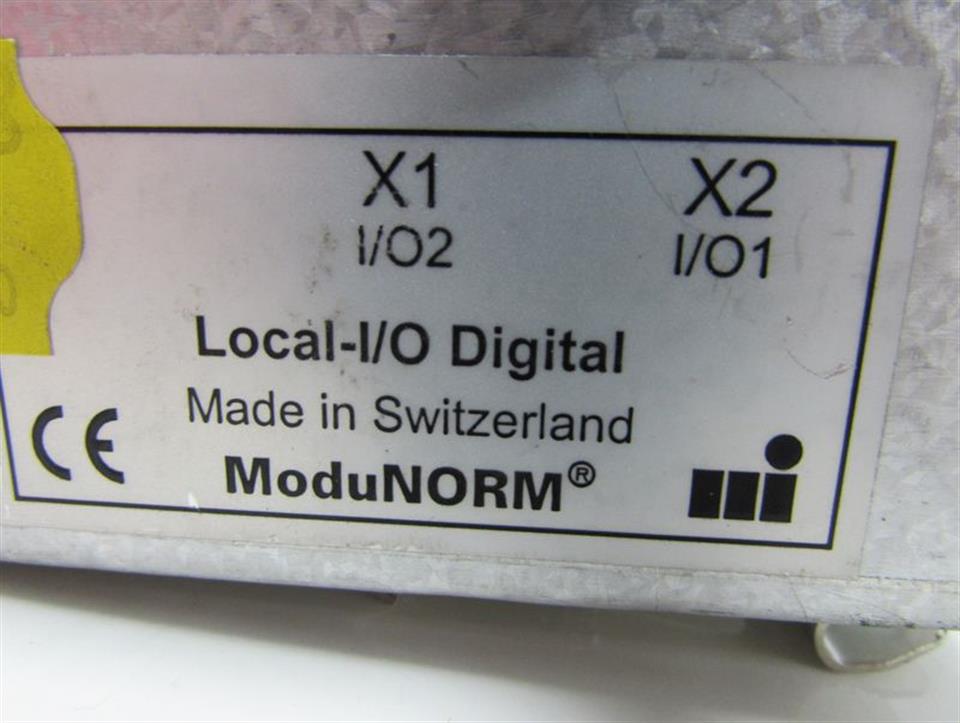 X1 X2
I/O2 I/O1
Local-I/O Digital
Made in Switzerland
CE ModuNORM®